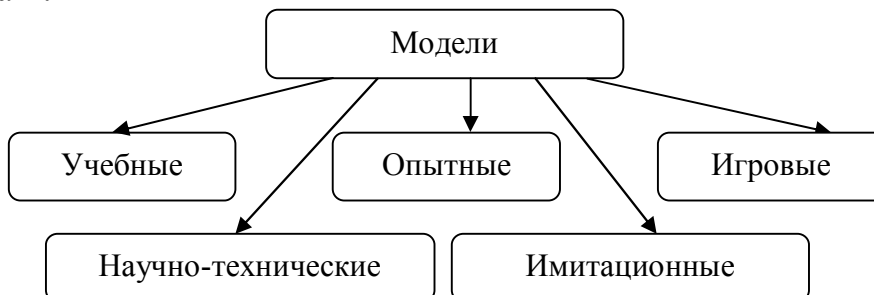 Модели
Учебные
Опытные
Игровые
Научно-технические
Имитационные